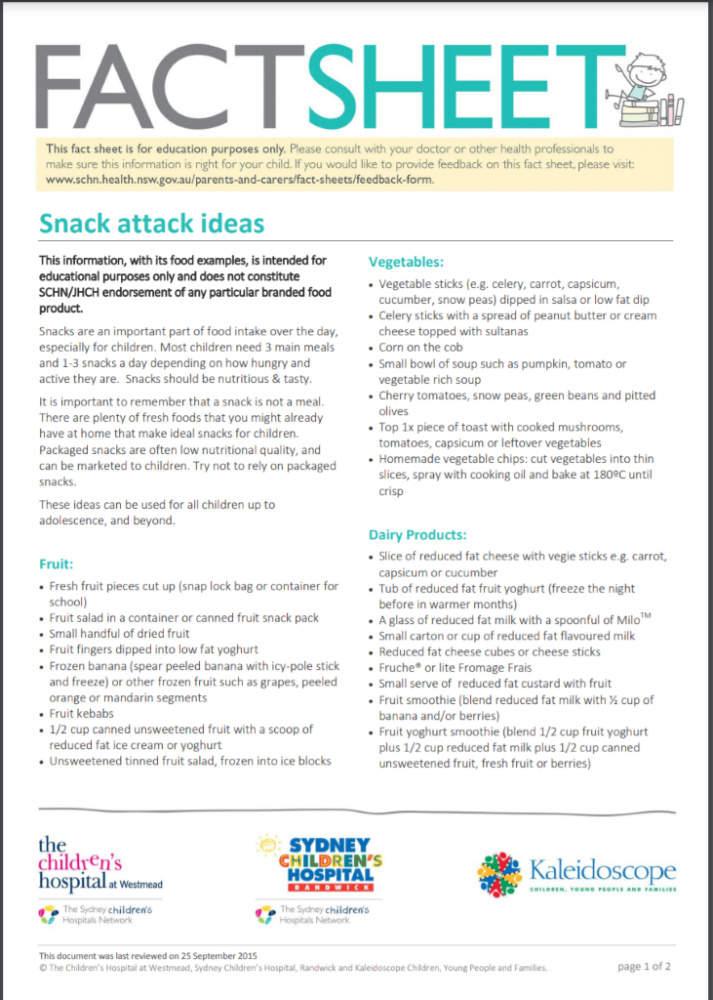 FACTSHEET
This fact sheet is for education purposes only. Please consult with your doctor or other health professionals to
make sure this information is right for your child. If you would like to provide feedback on this fact sheet, please visit:
www.schn.health.nsw.gov.au/parents-and-carers/fact-sheets/feedback-form.
Snack attack ideas
This information, with its food examples, is intended for
educational purposes only and does not constitute
SCHN/JHCH endorsement of any particular branded food
product.
Snacks are an important part of food intake over the day,
especially for children. Most children need 3 main meals
and 1-3 snacks a day depending on how hungry and
active they are. Snacks should be nutritious & tasty.
It is important to remember that a snack is not a meal.
There are plenty of fresh foods that you might already
have at home that make ideal snacks for children.
Packaged snacks are often low nutritional quality, and
can be marketed to children. Try not to rely on packaged
snacks.
These ideas can be used for all children up to
adolescence, and beyond.
Fruit:
• Fresh fruit pieces cut up (snap lock bag or container for
school)
• Fruit salad in a container or canned fruit snack pack
• Small handful of dried fruit
• Fruit fingers dipped into low fat yoghurt
• Frozen banana (spear peeled banana with icy-pole stick
and freeze) or other frozen fruit such as grapes, peeled
orange or mandarin segments
• Fruit kebabs
• 1/2 cup canned unsweetened fruit with a scoop of
reduced fat ice cream or yoghurt
• Unsweetened tinned fruit salad, frozen into ice blocks
Vegetables:
• Vegetable sticks (e.g. celery, carrot, capsicum,
cucumber, snow peas) dipped in salsa or low fat dip
• Celery sticks with a spread of peanut butter or cream
cheese topped with sultanas
• Corn on the cob
• Small bowl of soup such as pumpkin, tomato or
vegetable rich soup
• Cherry tomatoes, snow peas, green beans and pitted
olives
• Top 1x piece of toast with cooked mushrooms,
tomatoes, capsicum or leftover vegetables
• Homemade vegetable chips: cut vegetables into thin
slices, spray with cooking oil and bake at 180ºC until
crisp
Dairy Products:
• Slice of reduced fat cheese with vegie sticks e.g. carrot,
capsicum or cucumber
• Tub of reduced fat fruit yoghurt (freeze the night
before in warmer months)
• A glass of reduced fat milk with a spoonful of Milo™
• Small carton or cup of reduced fat flavoured milk
• Reduced fat cheese cubes or cheese sticks
• Fruche® or lite Fromage Frais
• Small serve of reduced fat custard with fruit
• Fruit smoothie (blend reduced fat milk with ½ cup of
banana and/or berries)
• Fruit yoghurt smoothie (blend 1/2 cup fruit yoghurt
plus 1/2 cup reduced fat milk plus 1/2 cup canned
unsweetened fruit, fresh fruit or berries)
the
children's
hospital at Westmead
The Sydney children's
Hospitals Network
SYDNEY
CHILDREN'S
HOSPITAL
RANDWICK
The Sydney children's
Hospitals Network
Kaleidoscope
CHILDREN, YOUNG PEOPLE AND FAMILIES
This document was last reviewed on 25 September 2015
© The Children's Hospital at Westmead, Sydney Children's Hospital, Randwick and Kaleidoscope Children, Young People and Families.
page 1 of 2